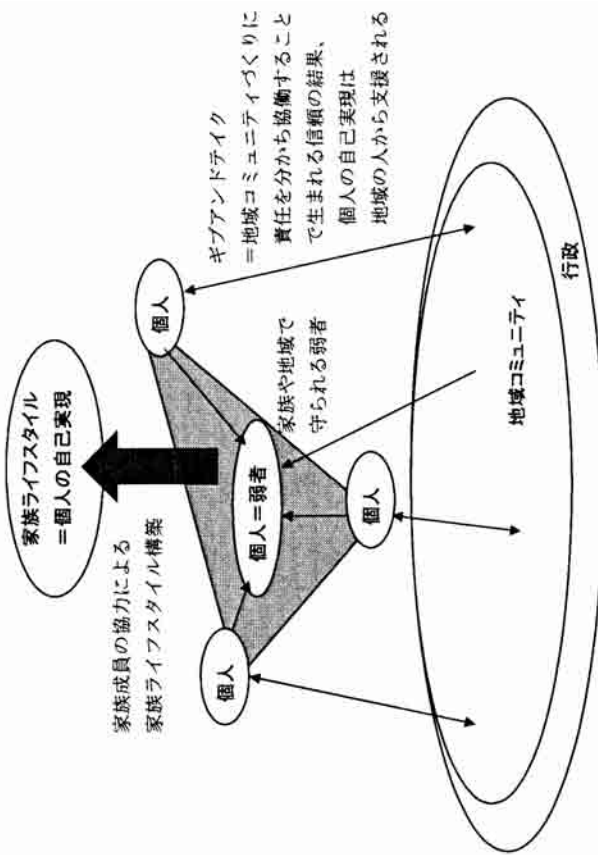 家族ライフスタイル
＝個人の自己実現
家族成員の協力による
家族ライフスタイル構築
個人
個人
個人＝弱者
個人
家族や地域で
守られる弱者
ギブアンドテイク
＝地域コミュニティづくりに
責任を分かち協働すること
で生まれる信頼の結果、
個人の自己実現は
地域の人から支援される
地域コミュニティ
行政